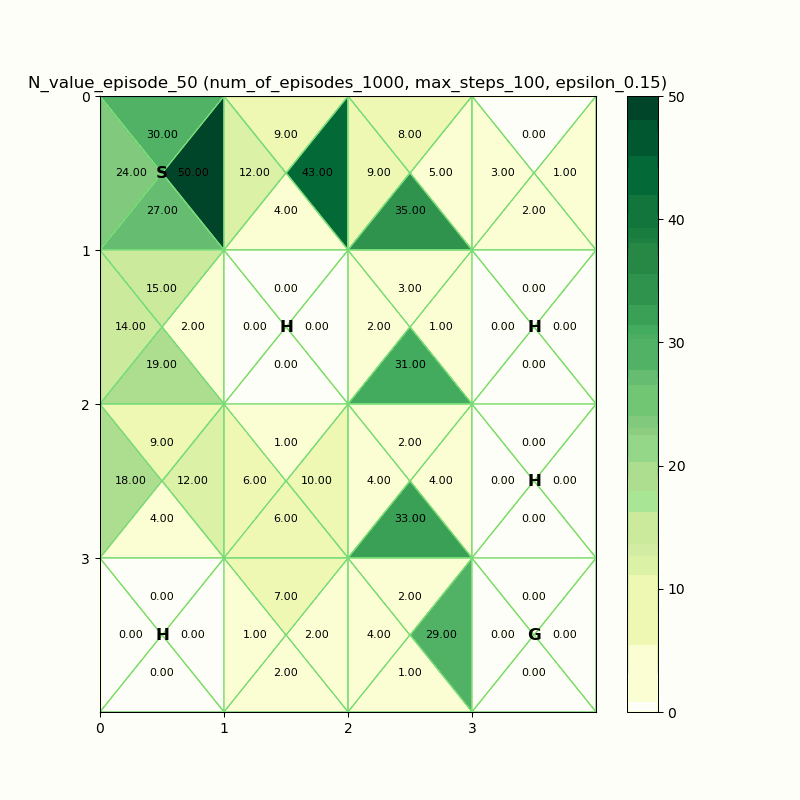 N_value_episode_50 (num_of_episodes_1000, max_steps_100, epsilon_0.15)
0
50
30.00 9.00 8.00 0.00
24.00 S 50.00 12.00 43.00 9.00 5.00 3.00 1.00
27.00 4.00 35.00 2.00
40
1
15.00 0.00 3.00 0.00
14.00 2.00 0.00 H 0.00 2.00 1.00 0.00 H 0.00
30
19.00 0.00 31.00 0.00
2
9.00 1.00 2.00 0.00
20
18.00 12.00 6.00 10.00 4.00 4.00 0.00 H 0.00
4.00 6.00 33.00 0.00
3
10
0.00 7.00 2.00 0.00
0.00 H 0.00 1.00 2.00 4.00 29.00 0.00 G 0.00
0.00 2.00 1.00 0.00
0
0 1 2 3